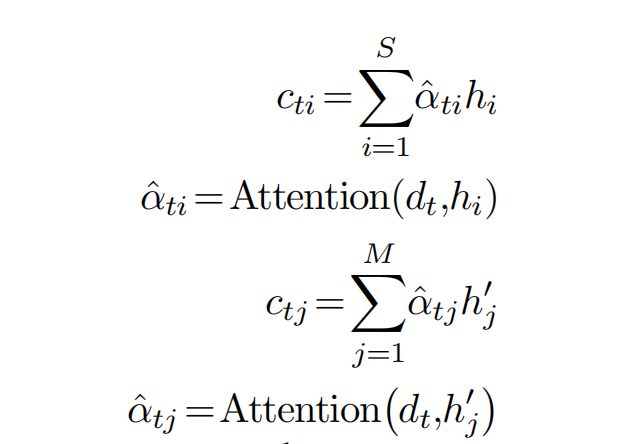 $c_{ti} = \sum_{i=1}^{S} \hat{\alpha}_{ti} h_i$
$\hat{\alpha}_{ti} = \text{Attention}(d_t, h_i)$
$c_{tj} = \sum_{j=1}^{M} \hat{\alpha}_{tj} h'_j$
$\hat{\alpha}_{tj} = \text{Attention}(d_t, h'_j)$